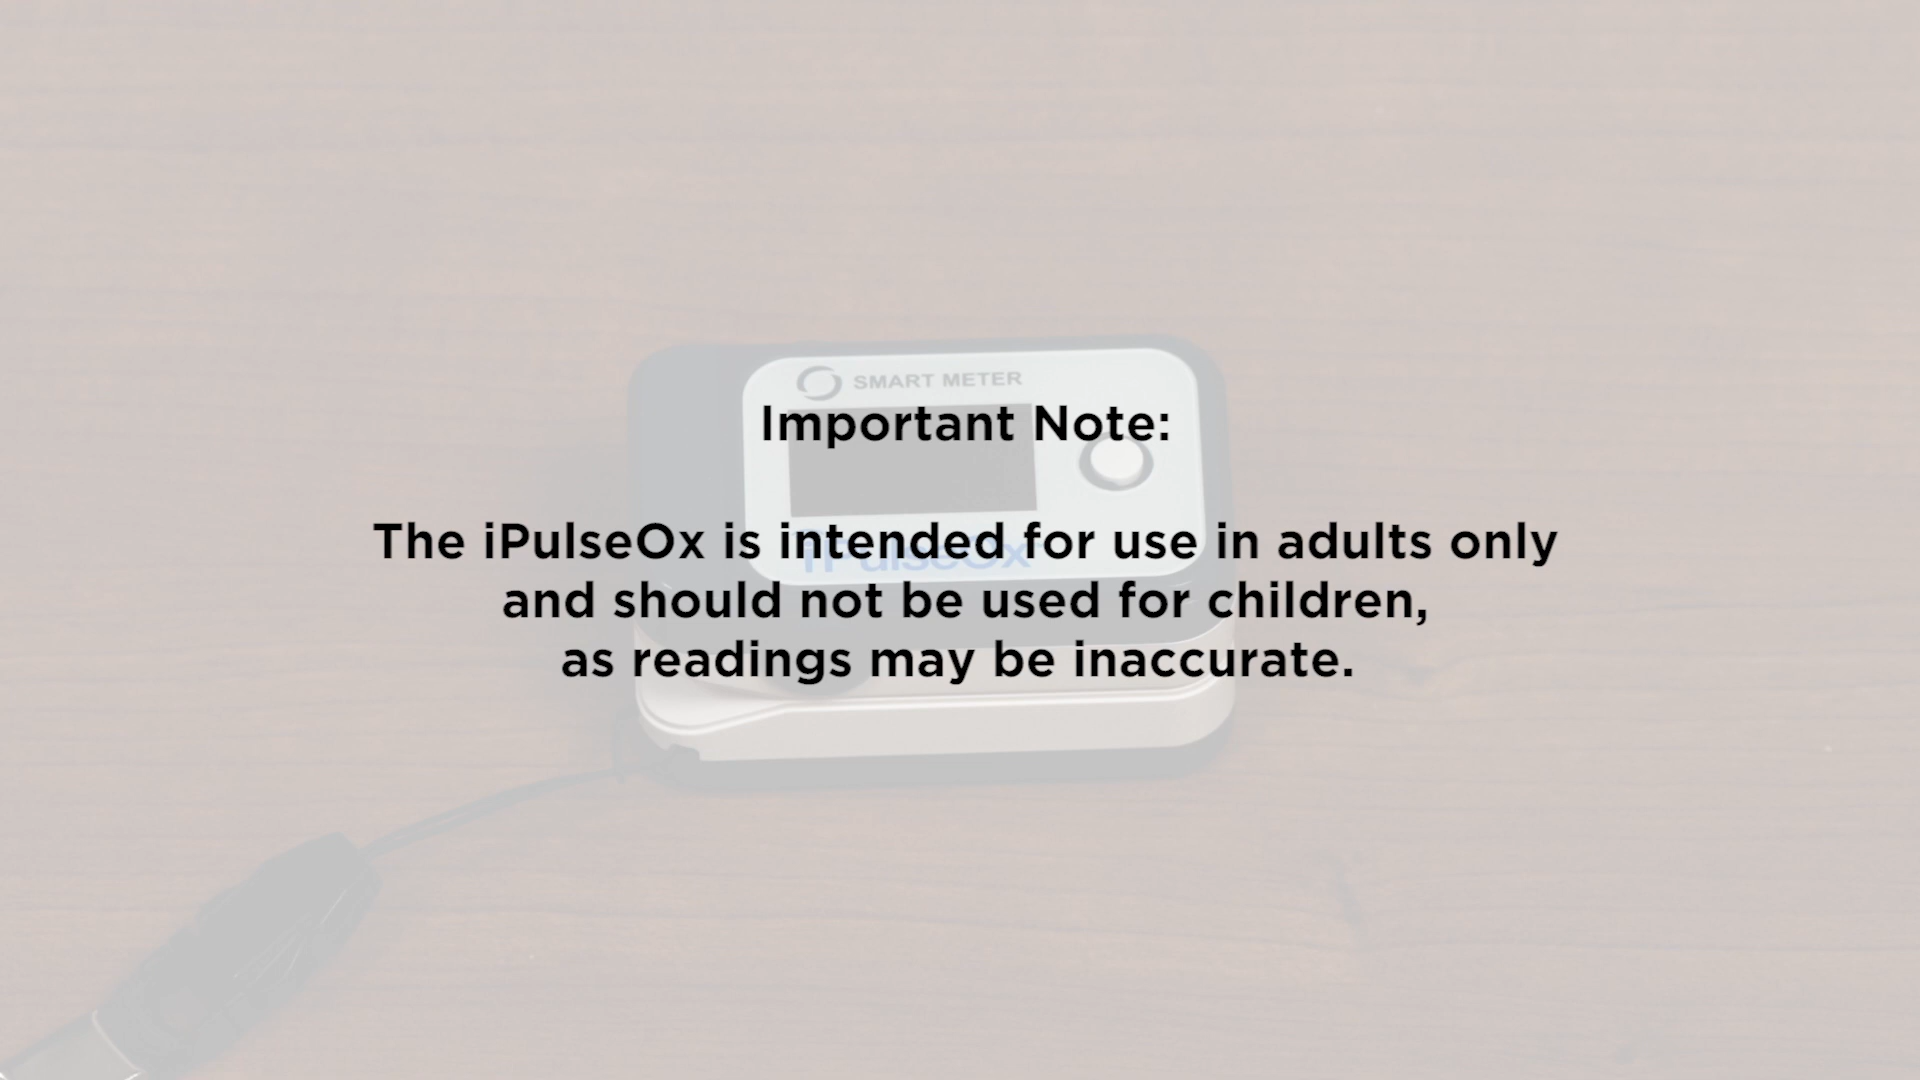 SMART METER
Important Note:
iPulseOx
The iPulseOx is intended for use in adults only
and should not be used for children,
as readings may be inaccurate.